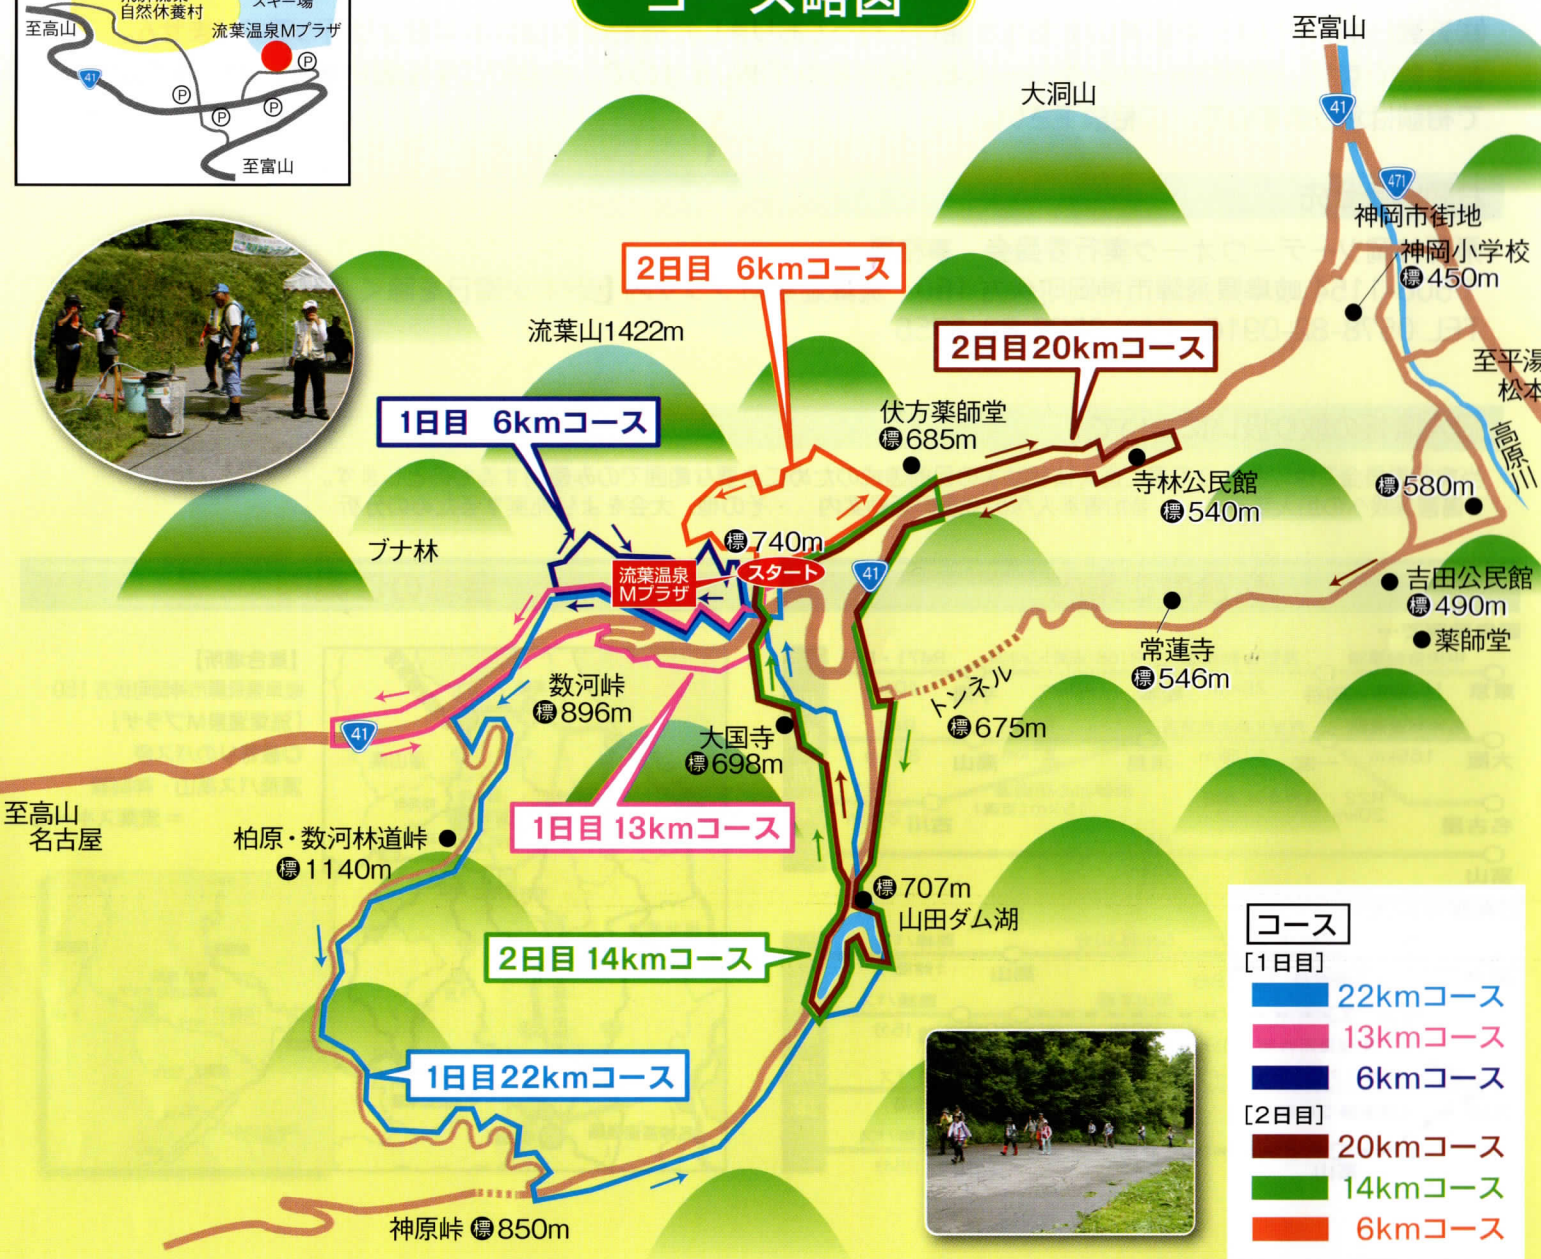 コース略図
自然休養村
スキー場
至高山
流葉温泉Mプラザ
41
P
P
P
P
至富山
至富山
41
大洞山
471
神岡市街地
神岡小学校
標450m
2日目 6kmコース
流葉山1422m
2日目20kmコース
至平湯
松本
1日目 6kmコース
伏方薬師堂
標685m
高原川
寺林公民館
標540m
標580m
ブナ林
標740m
スタート
流葉温泉
Mプラザ
41
吉田公民館
標490m
薬師堂
常蓮寺
標546m
数河峠
標896m
トンネル
標675m
41
大国寺
標698m
至高山
名古屋
1日目13kmコース
柏原・数河林道峠
標1140m
標707m
山田ダム湖
2日目14kmコース
1日目22kmコース
神原峠 標850m
コース
[1日目]
22kmコース
13kmコース
6kmコース
[2日目]
20kmコース
14kmコース
6kmコース